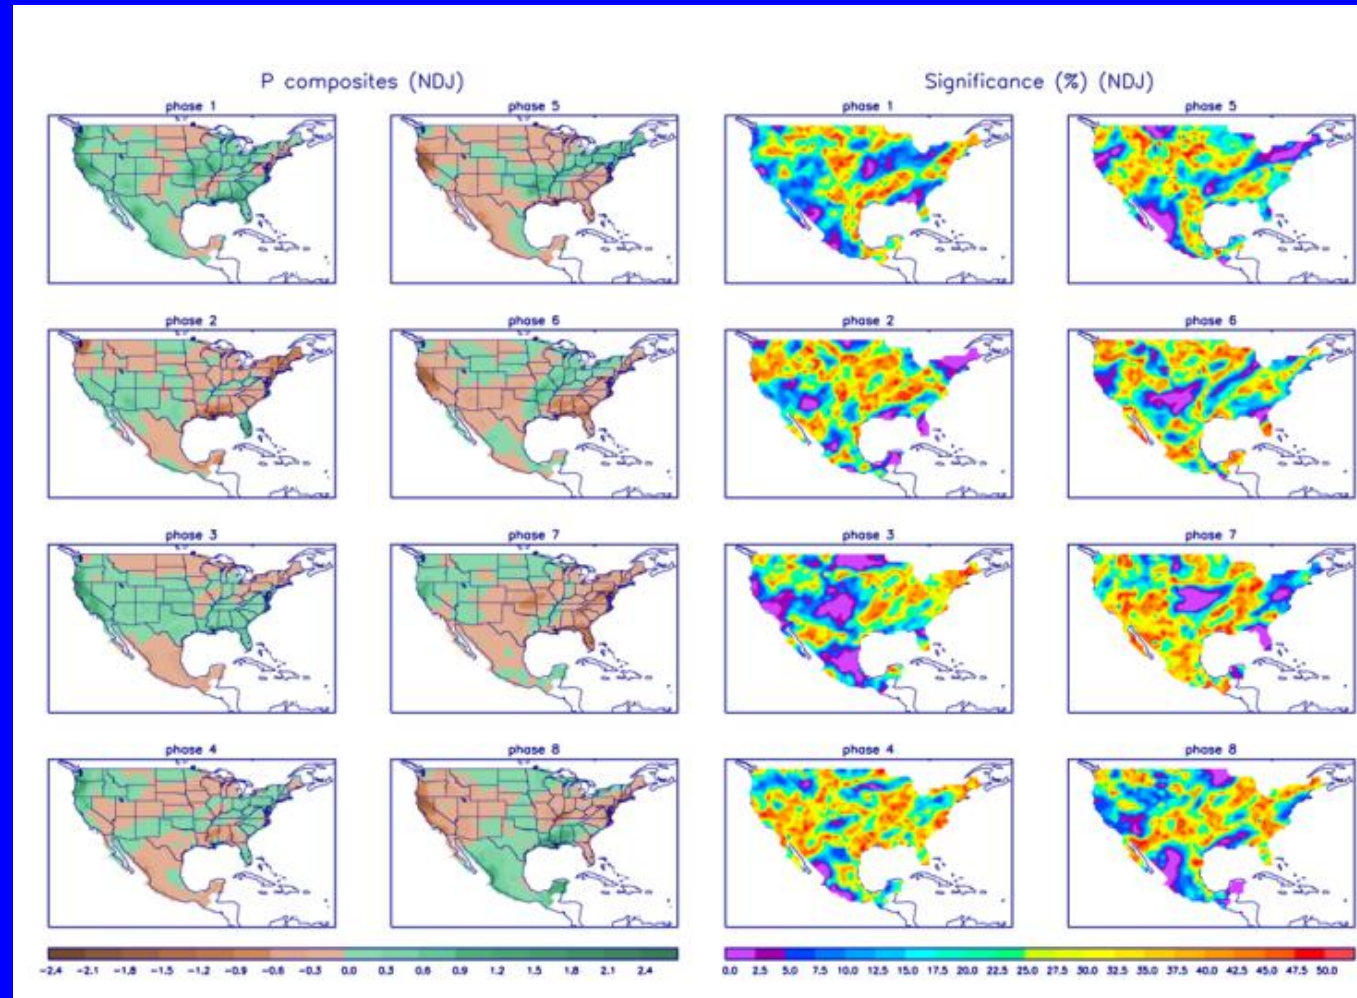 P composites (NDJ)
Significance (%) (NDJ)
phase 1
phase 5
phase 1
phase 5
phase 2
phase 6
phase 2
phase 6
phase 3
phase 7
phase 3
phase 7
phase 4
phase 8
phase 4
phase 8
-2.4 -2.1 -1.8 -1.5 -1.2 -0.9 -0.6 -0.3 0.0 0.3 0.6 0.9 1.2 1.5 1.8 2.1 2.4
0.0 2.5 5.0 7.5 10.0 12.5 15.0 17.5 20.0 22.5 25.0 27.5 30.0 32.5 35.0 37.5 40.0 42.5 45.0 47.5 50.0